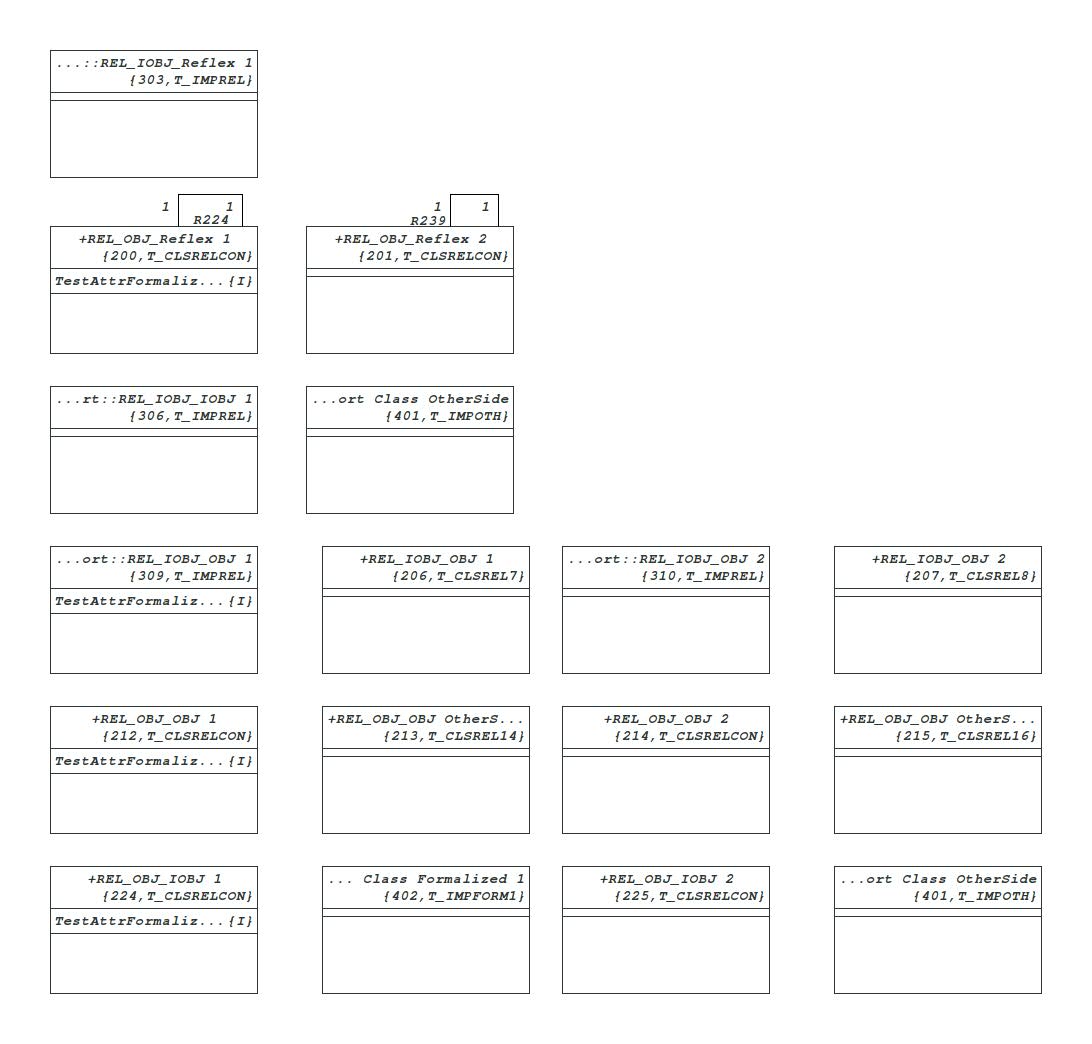 ...::REL_IOBJ_Reflex 1
{303,T_IMPREL}
1 1
R224
1 1
R239
+REL_OBJ_Reflex 1
{200,T_CLSRELCON}
TestAttrFormaliz...{I}
+REL_OBJ_Reflex 2
{201,T_CLSRELCON}
...rt::REL_IOBJ_IOBJ 1
{306,T_IMPREL}
...ort Class OtherSide
{401,T_IMPOTH}
...ort::REL_IOBJ_OBJ 1
{309,T_IMPREL}
TestAttrFormaliz...{I}
+REL_IOBJ_OBJ 1
{206,T_CLSREL7}
...ort::REL_IOBJ_OBJ 2
{310,T_IMPREL}
+REL_IOBJ_OBJ 2
{207,T_CLSREL8}
+REL_OBJ_OBJ 1
{212,T_CLSRELCON}
TestAttrFormaliz...{I}
+REL_OBJ_OBJ OtherS...
{213,T_CLSREL14}
+REL_OBJ_OBJ 2
{214,T_CLSRELCON}
+REL_OBJ_OBJ OtherS...
{215,T_CLSREL16}
+REL_OBJ_IOBJ 1
{224,T_CLSRELCON}
TestAttrFormaliz...{I}
... Class Formalized 1
{402,T_IMPFORM1}
+REL_OBJ_IOBJ 2
{225,T_CLSRELCON}
...ort Class OtherSide
{401,T_IMPOTH}